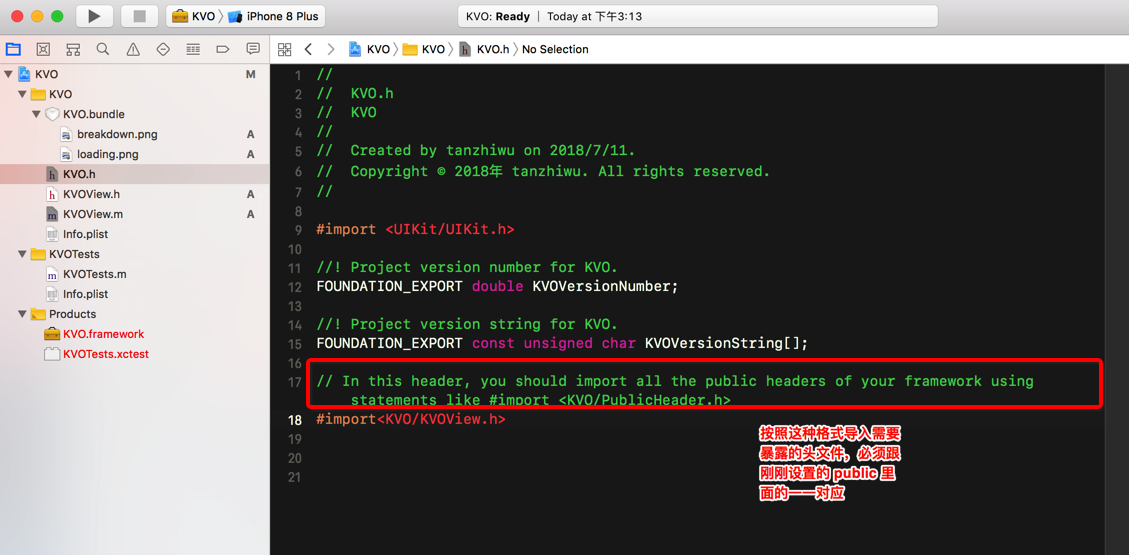 KVO 〉 iPhone 8 Plus
KVO: Ready | Today at 下午3:13
KVO 〉 KVO 〉 KVO.h 〉 No Selection
KVO M
KVO
KVO.bundle
breakdown.png A
loading.png A
KVO.h
KVOView.h A
KVOView.m A
Info.plist
KVOTests
KVOTests.m
Info.plist
Products
KVO.framework
KVOTests.xctest
1 //
2 //  KVO.h
3 //  KVO
4 //
5 //  Created by tanzhiwu on 2018/7/11.
6 //  Copyright © 2018年 tanzhiwu. All rights reserved.
7 //
8
9 #import <UIKit/UIKit.h>
10
11 //! Project version number for KVO.
12 FOUNDATION_EXPORT double KVOVersionNumber;
13
14 //! Project version string for KVO.
15 FOUNDATION_EXPORT const unsigned char KVOVersionString[];
16
17 // In this header, you should import all the public headers of your framework using
statements like #import <KVO/PublicHeader.h>
18 #import<KVO/KVOView.h>
19
20
21
按照这种格式导入需要
暴露的头文件，必须跟
刚刚设置的 public 里
面的一一对应